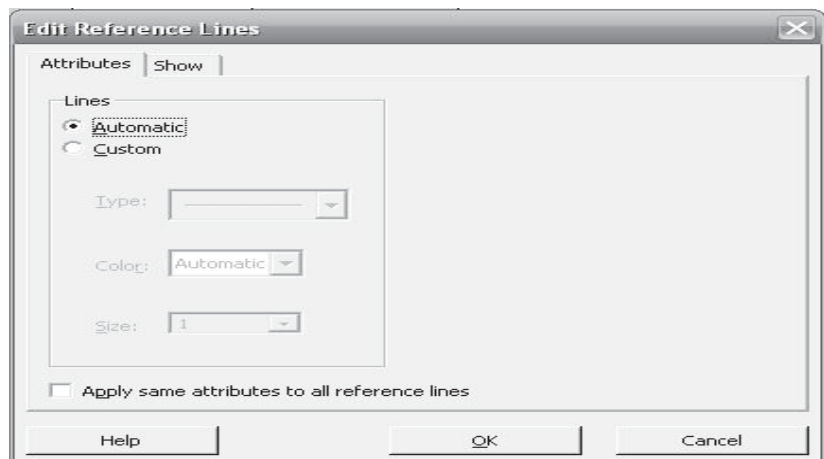 Edit Reference Lines
Attributes Show
Lines
Automatic
Custom
Type:
Color: Automatic
Size: 1
Apply same attributes to all reference lines
Help OK Cancel